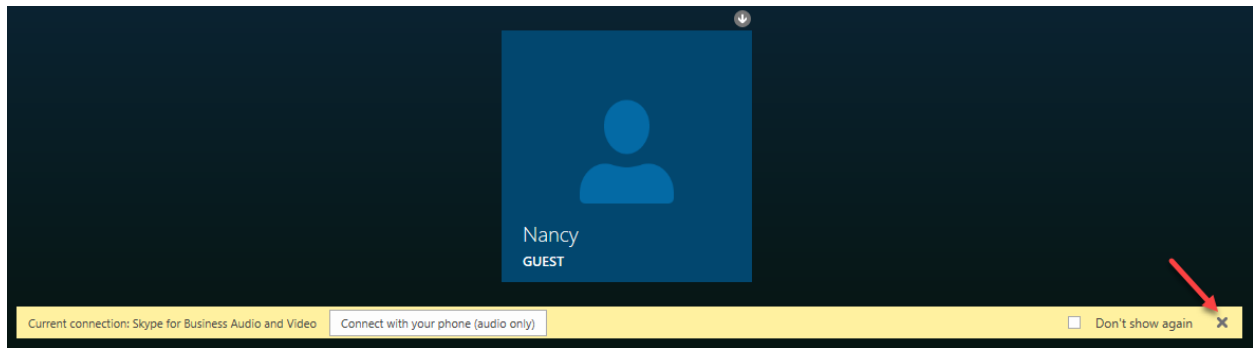 Nancy
GUEST
Current connection: Skype for Business Audio and Video Connect with your phone (audio only) Don't show again